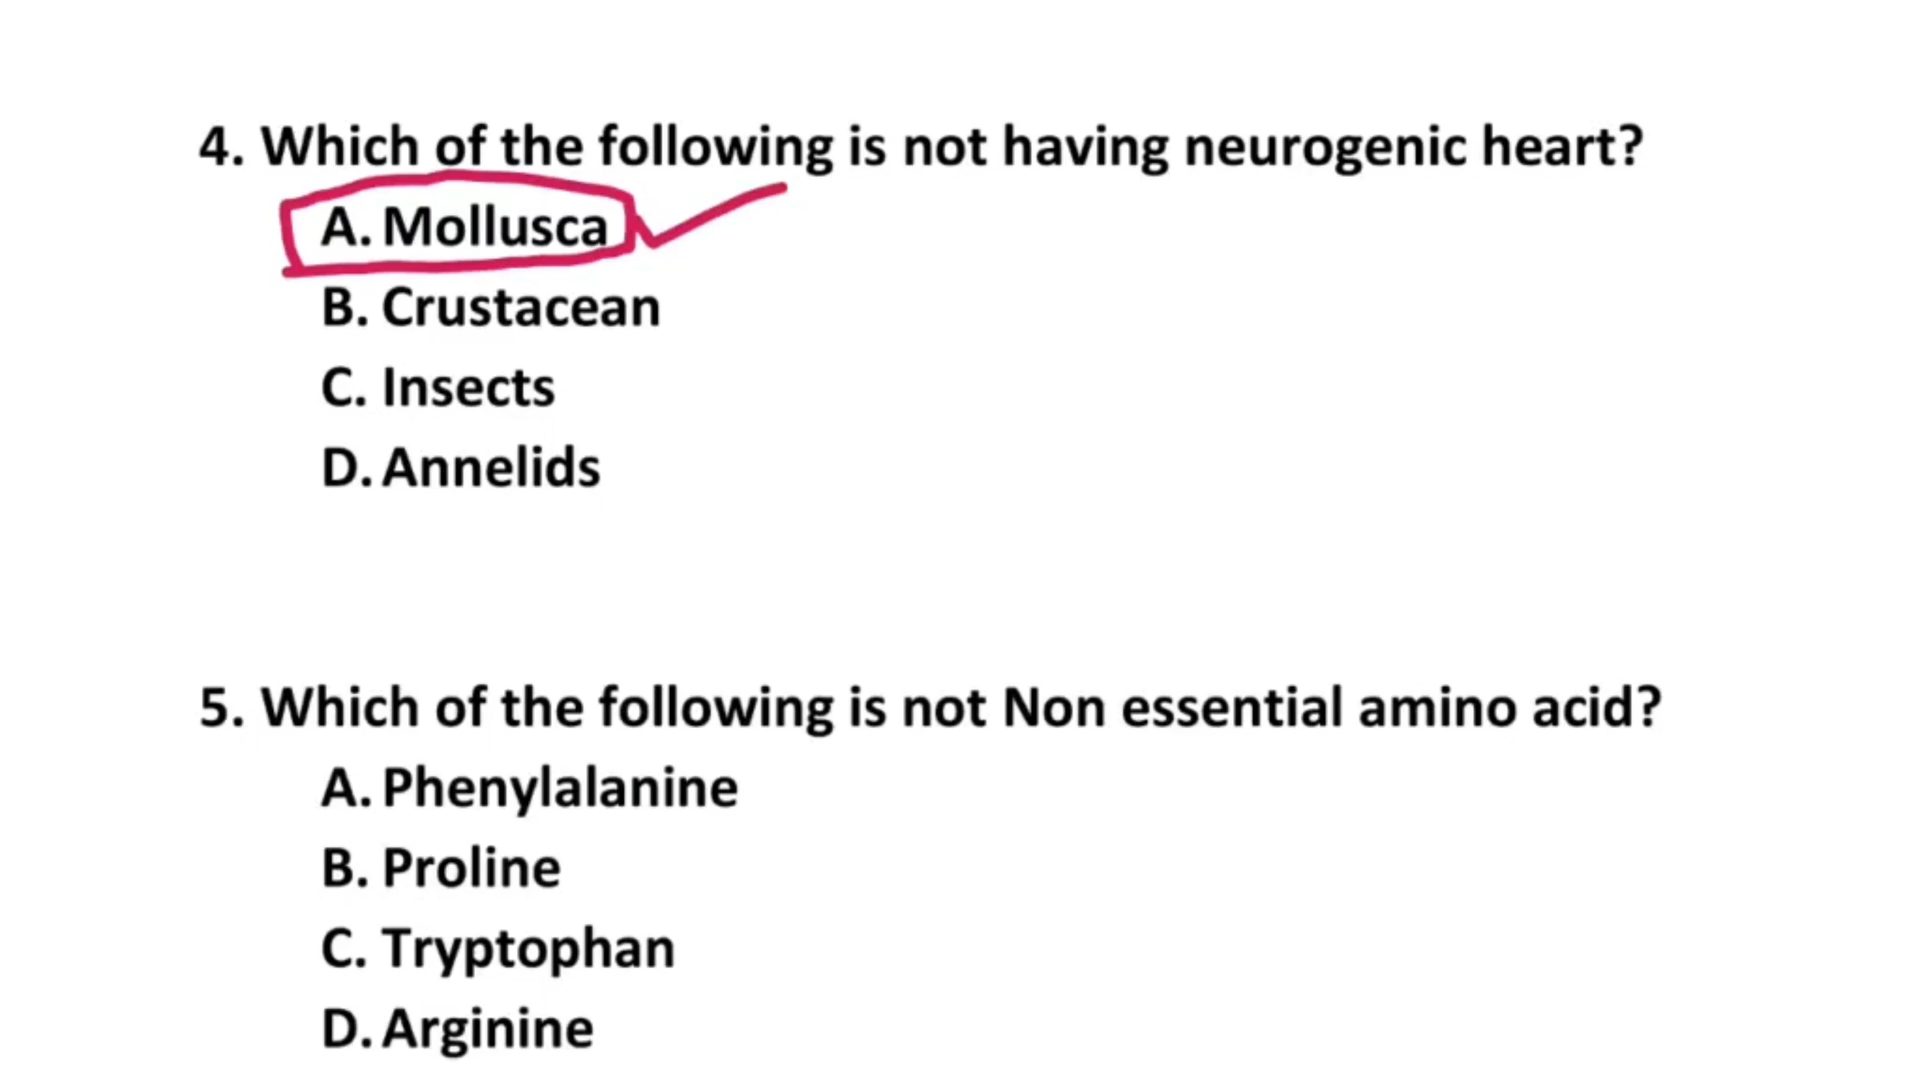 4. Which of the following is not having neurogenic heart?
A. Mollusca
B. Crustacean
C. Insects
D. Annelids
5. Which of the following is not Non essential amino acid?
A. Phenylalanine
B. Proline
C. Tryptophan
D. Arginine